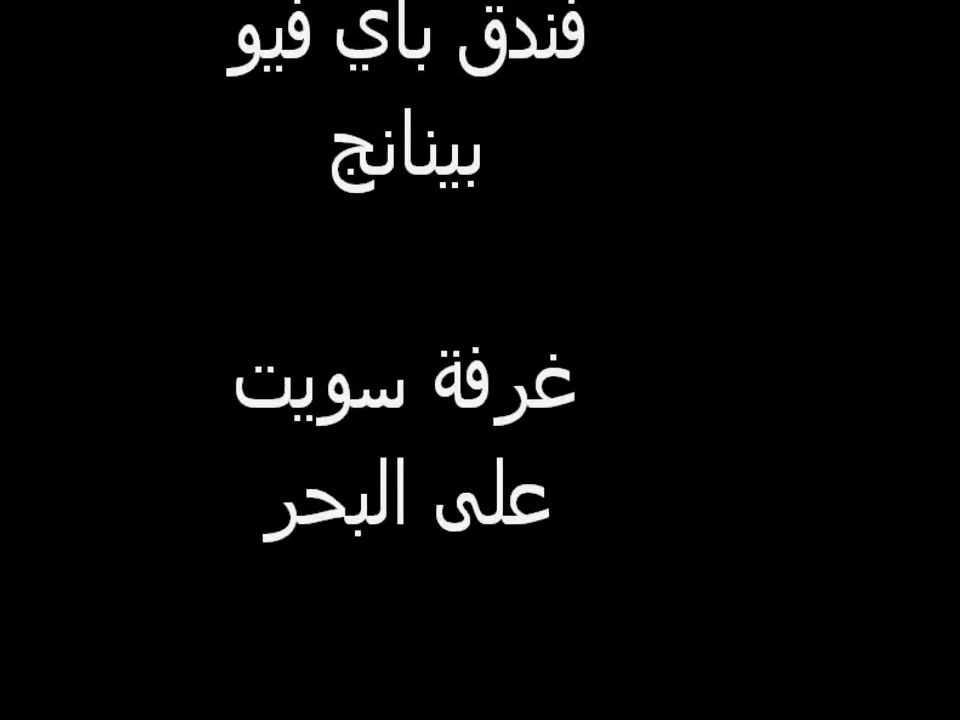 فندق باي فيو
بينانج
غرفة سويت
على البحر